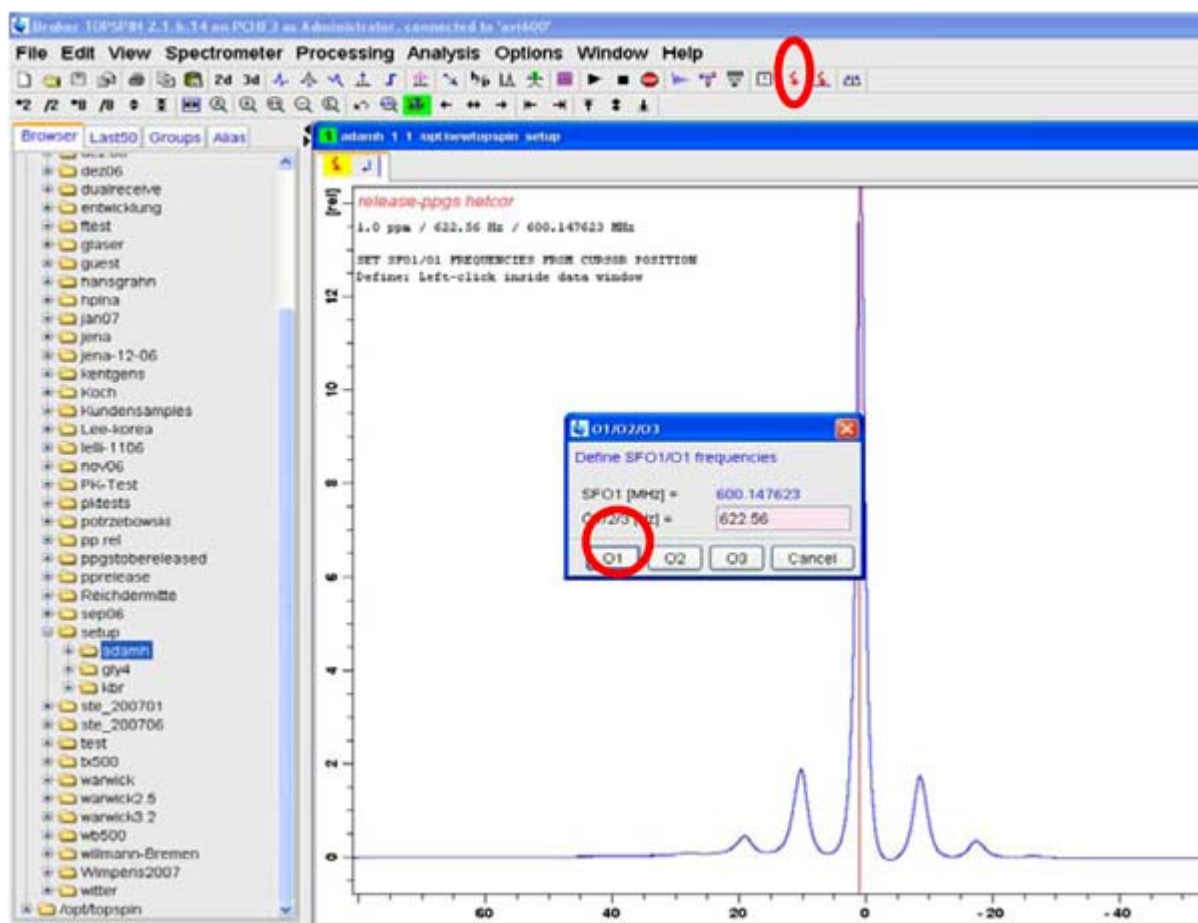 Bruker TOPSPIN 2.1.b.14 on PCHF3 as Administrator, connected to 'avi600'
File Edit View Spectrometer Processing Analysis Options Window Help
2d 3d
*2 /2 *8 /8
Browser Last50 Groups Alias
dez06
dualreceive
entwicklung
ftest
glaser
guest
hansgrahn
hpina
jan07
jena
jena-12-06
kentgens
Koch
Kundensamples
Lee-korea
lelli-1106
nov06
PK-Test
pktests
potrzebowski
pp.rel
ppgstobereleased
pprelease
Reichdermitte
sep06
setup
adamh
gly4
kbr
ste_200701
ste_200706
test
tx500
warwick
warwick2.5
warwick3.2
wb500
willmann-Bremen
Wimpens2007
witter
/opt/topspin
1 adamh 1 1 /opt/newtopspin setup
[rel]
release-ppgs hetcor
1.0 ppm / 622.56 Hz / 600.147623 MHz
SET SFO1/O1 FREQUENCIES FROM CURSOR POSITION
Define: Left-click inside data window
12
10
8
6
4
2
0
O1/O2/O3
Define SFO1/O1 frequencies
SFO1 [MHz] = 600.147623
622.56
O1 O2 O3 Cancel
60 40 20 0 -20 -40